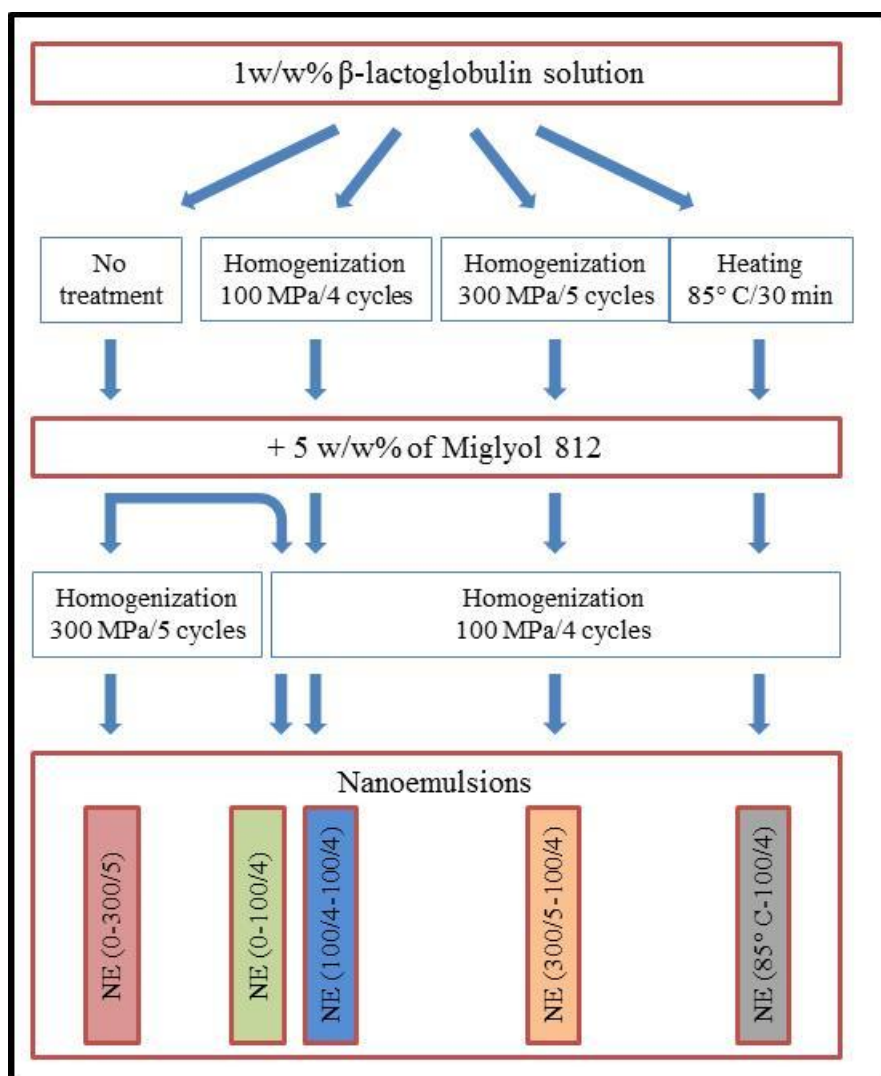 1w/w% β-lactoglobulin solution
No
treatment
Homogenization
100 MPa/4 cycles
Homogenization
300 MPa/5 cycles
Heating
85° C/30 min
+ 5 w/w% of Miglyol 812
Homogenization
300 MPa/5 cycles
Homogenization
100 MPa/4 cycles
Nanoemulsions
NE (0-300/5)
NE (0-100/4)
NE (100/4-100/4)
NE (300/5-100/4)
NE (85° C-100/4)